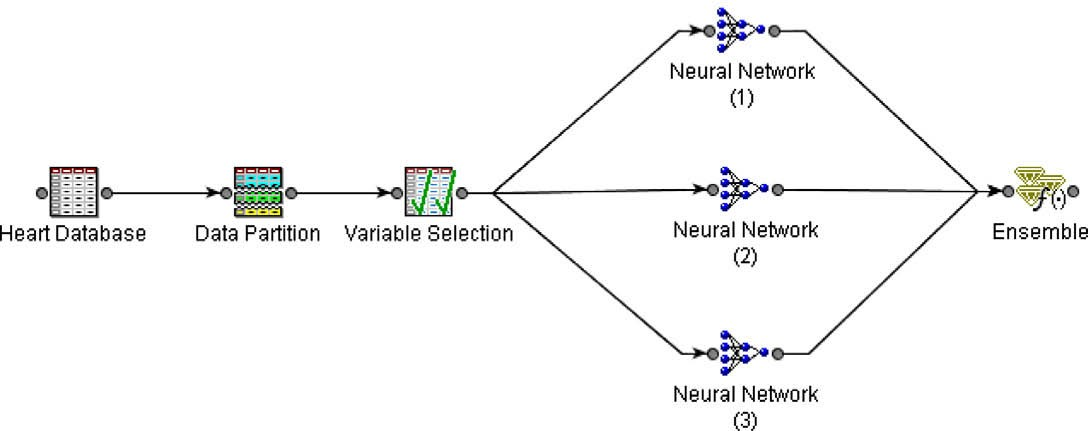 Neural Network
(1)
Heart Database
Data Partition
Variable Selection
Neural Network
(2)
Ensemble
Neural Network
(3)